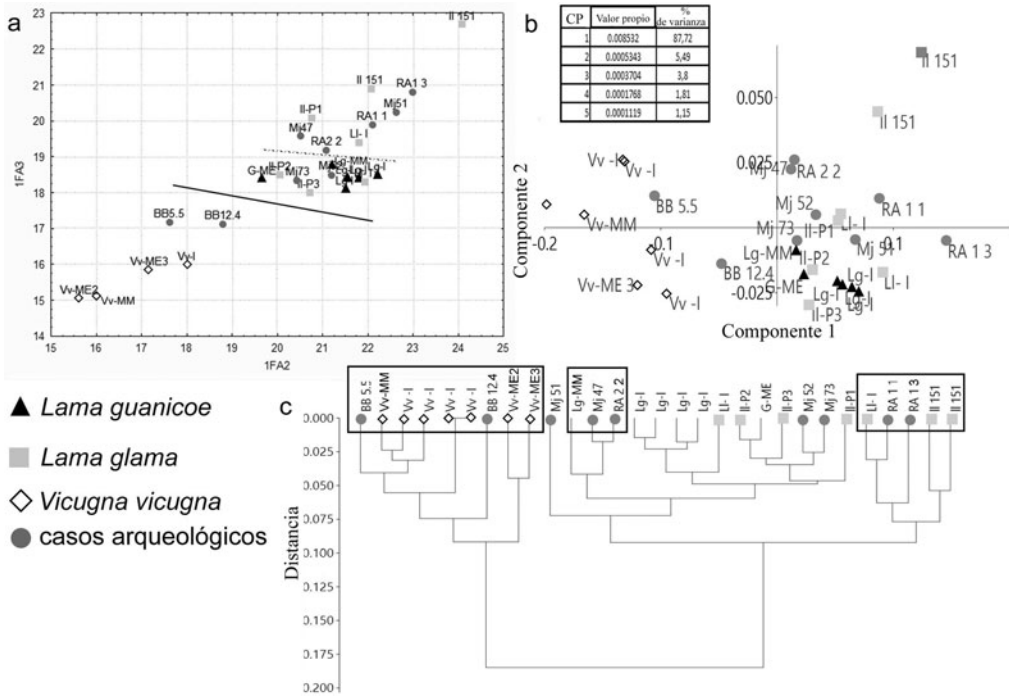 a
23
22
21
20
19
18
17
16
15
14
1FA3
15
16
17
18
19
20
21
22
23
24
25
1FA2
Il 151
Il 151
RA1 3
Mj51
Il-P1
RA1 1
Mj47
Ll- I
RA2 2
Lg-MM
Il-P2
G-ME
Mj73
Lg-I
Il-P3
BB5.5
BB12.4
Vv-ME3
Vv-I
Vv-ME2
Vv-MM
b
CP Valor propio % de varianza
1 0.008532 87,72
2 0.0005343 5,49
3 0.0003704 3,8
4 0.0001768 1,81
5 0.0001119 1,15
Componente 2
0.050
0.025
-0.025
-0.2
-0.1
0.1
Componente 1
Il 151
Il 151
Mj 47
RA 2 2
Vv -I
Vv -I
BB 5.5
Mj 52
RA 1 1
Vv-MM
Il-P1
Ll- I
Mj 73
Mj 51
RA 1 3
Vv -I
Lg-MM
Il-P2
BB 12.4
Vv-ME 3
G-ME
Lg-I
Ll- I
Lg-I
Lg-I
Lg-I
Vv -I
Il-P3
Lama guanicoe
Lama glama
Vicugna vicugna
casos arqueológicos
c
BB 5.5
Vv-MM
Vv -I
Vv -I
Vv -I
Vv -I
BB 12.4
Vv-ME2
Vv-ME3
Mj 51
Lg-MM
Mj 47
RA 2 2
Lg-I
Lg-I
Lg-I
Lg-I
Ll- I
Il-P2
G-ME
Il-P3
Mj 52
Mj 73
Il-P1
Ll- I
RA 1 1
RA 1 3
Il 151
Il 151
Distancia
0.000
0.025
0.050
0.075
0.100
0.125
0.150
0.175
0.200